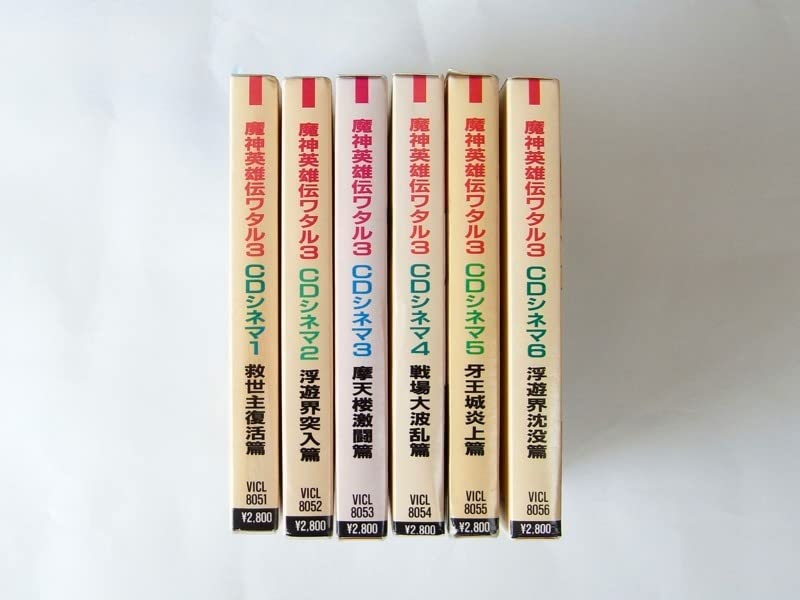 魔神英雄伝ワタル3 CDシネマ1 救世主復活篇
VICL
8051
¥2,800
魔神英雄伝ワタル3 CDシネマ2 浮遊界突入篇
VICL
8052
¥2,800
魔神英雄伝ワタル3 CDシネマ3 摩天楼激闘篇
VICL
8053
¥2,800
魔神英雄伝ワタル3 CDシネマ4 戦場大波乱篇
VICL
8054
¥2,800
魔神英雄伝ワタル3 CDシネマ5 牙王城炎上篇
VICL
8055
¥2,800
魔神英雄伝ワタル3 CDシネマ6 浮遊界沈没篇
VICL
8056
¥2,800